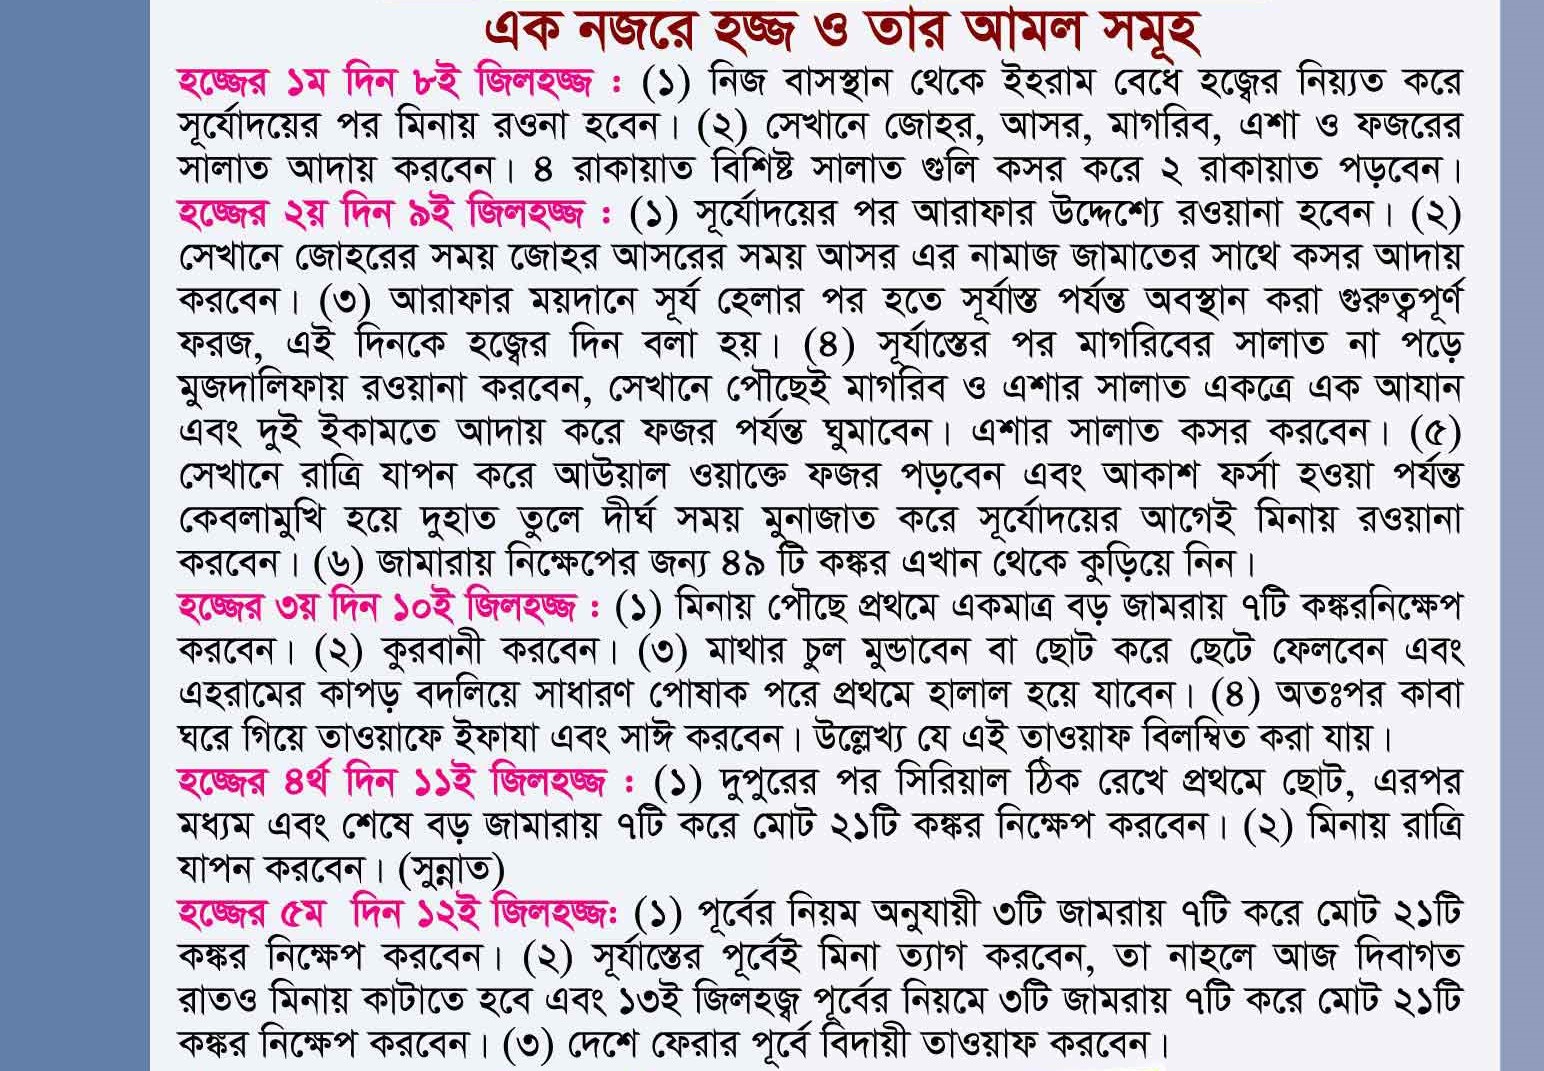 এক নজরে হজ্জ ও তার আমল সমূহ
হজ্জের ১ম দিন ৮ই জিলহজ্জ : (১) নিজ বাসস্থান থেকে ইহরাম বেধে হজ্বের নিয়্যত করে
সূর্যোদয়ের পর মিনায় রওনা হবেন। (২) সেখানে জোহর, আসর, মাগরিব, এশা ও ফজরের
সালাত আদায় করবেন। ৪ রাকায়াত বিশিষ্ট সালাত গুলি কসর করে ২ রাকায়াত পড়বেন।
হজ্জের ২য় দিন ৯ই জিলহজ্জ : (১) সূর্যোদয়ের পর আরাফার উদ্দেশ্যে রওয়ানা হবেন। (২)
সেখানে জোহরের সময় জোহর আসরের সময় আসর এর নামাজ জামাতের সাথে কসর আদায়
করবেন। (৩) আরাফার ময়দানে সূর্য হেলার পর হতে সূর্যাস্ত পর্যন্ত অবস্থান করা গুরুত্বপূর্ণ
ফরজ, এই দিনকে হজ্বের দিন বলা হয়। (৪) সূর্যাস্তের পর মাগরিবের সালাত না পড়ে
মুজদালিফায় রওয়ানা করবেন, সেখানে পৌছেই মাগরিব ও এশার সালাত একত্রে এক আযান
এবং দুই ইকামতে আদায় করে ফজর পর্যন্ত ঘুমাবেন। এশার সালাত কসর করবেন। (৫)
সেখানে রাত্রি যাপন করে আউয়াল ওয়াক্তে ফজর পড়বেন এবং আকাশ ফর্সা হওয়া পর্যন্ত
কেবলামুখি হয়ে দুহাত তুলে দীর্ঘ সময় মুনাজাত করে সূর্যোদয়ের আগেই মিনায় রওয়ানা
করবেন। (৬) জামারায় নিক্ষেপের জন্য ৪৯ টি কঙ্কর এখান থেকে কুড়িয়ে নিন।
হজ্জের ৩য় দিন ১০ই জিলহজ্জ : (১) মিনায় পৌছে প্রথমে একমাত্র বড় জামরায় ৭টি কঙ্করনিক্ষেপ
করবেন। (২) কুরবানী করবেন। (৩) মাথার চুল মুন্ডাবেন বা ছোট করে ছেটে ফেলবেন এবং
এহরামের কাপড় বদলিয়ে সাধারণ পোষাক পরে প্রথমে হালাল হয়ে যাবেন। (৪) অতঃপর কাবা
ঘরে গিয়ে তাওয়াফে ইফাযা এবং সাঈ করবেন। উল্লেখ্য যে এই তাওয়াফ বিলম্বিত করা যায়।
হজ্জের ৪র্থ দিন ১১ই জিলহজ্জ : (১) দুপুরের পর সিরিয়াল ঠিক রেখে প্রথমে ছোট, এরপর
মধ্যম এবং শেষে বড় জামারায় ৭টি করে মোট ২১টি কঙ্কর নিক্ষেপ করবেন। (২) মিনায় রাত্রি
যাপন করবেন। (সুন্নাত)
হজ্জের ৫ম দিন ১২ই জিলহজ্জ: (১) পূর্বের নিয়ম অনুযায়ী ৩টি জামরায় ৭টি করে মোট ২১টি
কঙ্কর নিক্ষেপ করবেন। (২) সূর্যাস্তের পূর্বেই মিনা ত্যাগ করবেন, তা নাহলে আজ দিবাগত
রাতও মিনায় কাটাতে হবে এবং ১৩ই জিলহজ্ব পূর্বের নিয়মে ৩টি জামরায় ৭টি করে মোট ২১টি
কঙ্কর নিক্ষেপ করবেন। (৩) দেশে ফেরার পূর্বে বিদায়ী তাওয়াফ করবেন।